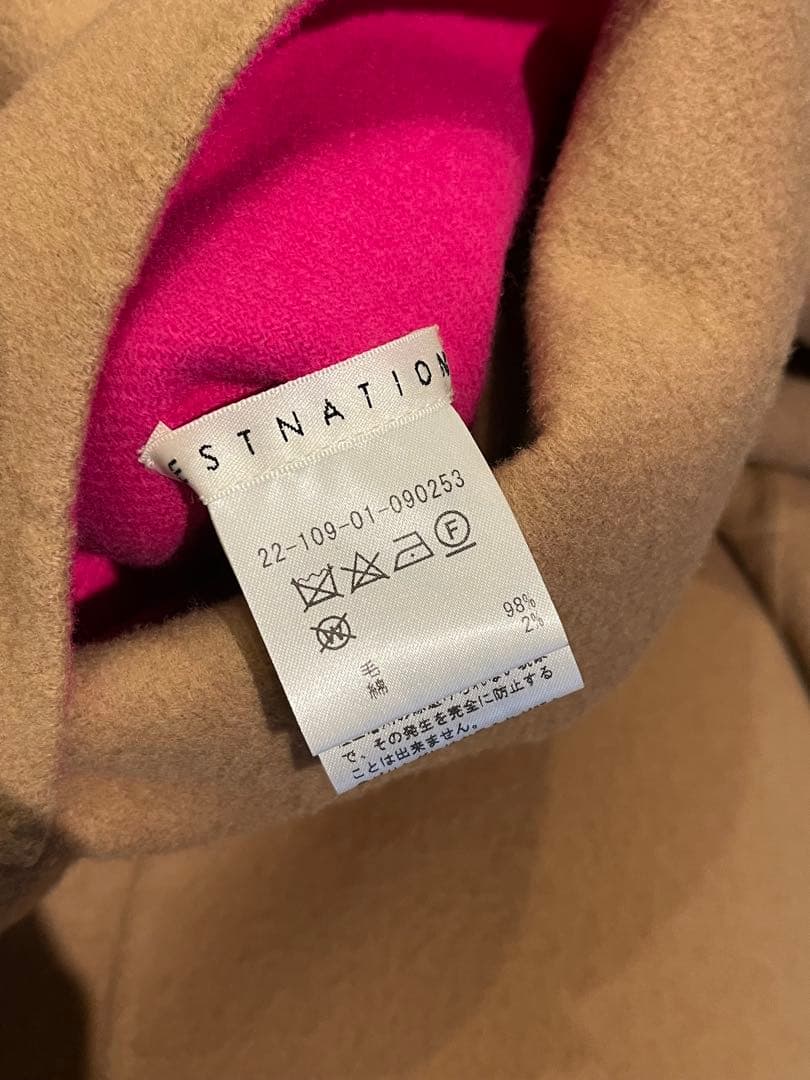 ESTNATION
22-109-01-090253
F
W
毛 98%
綿 2%
で、その発生を完全に防止する
ことは出来ません。